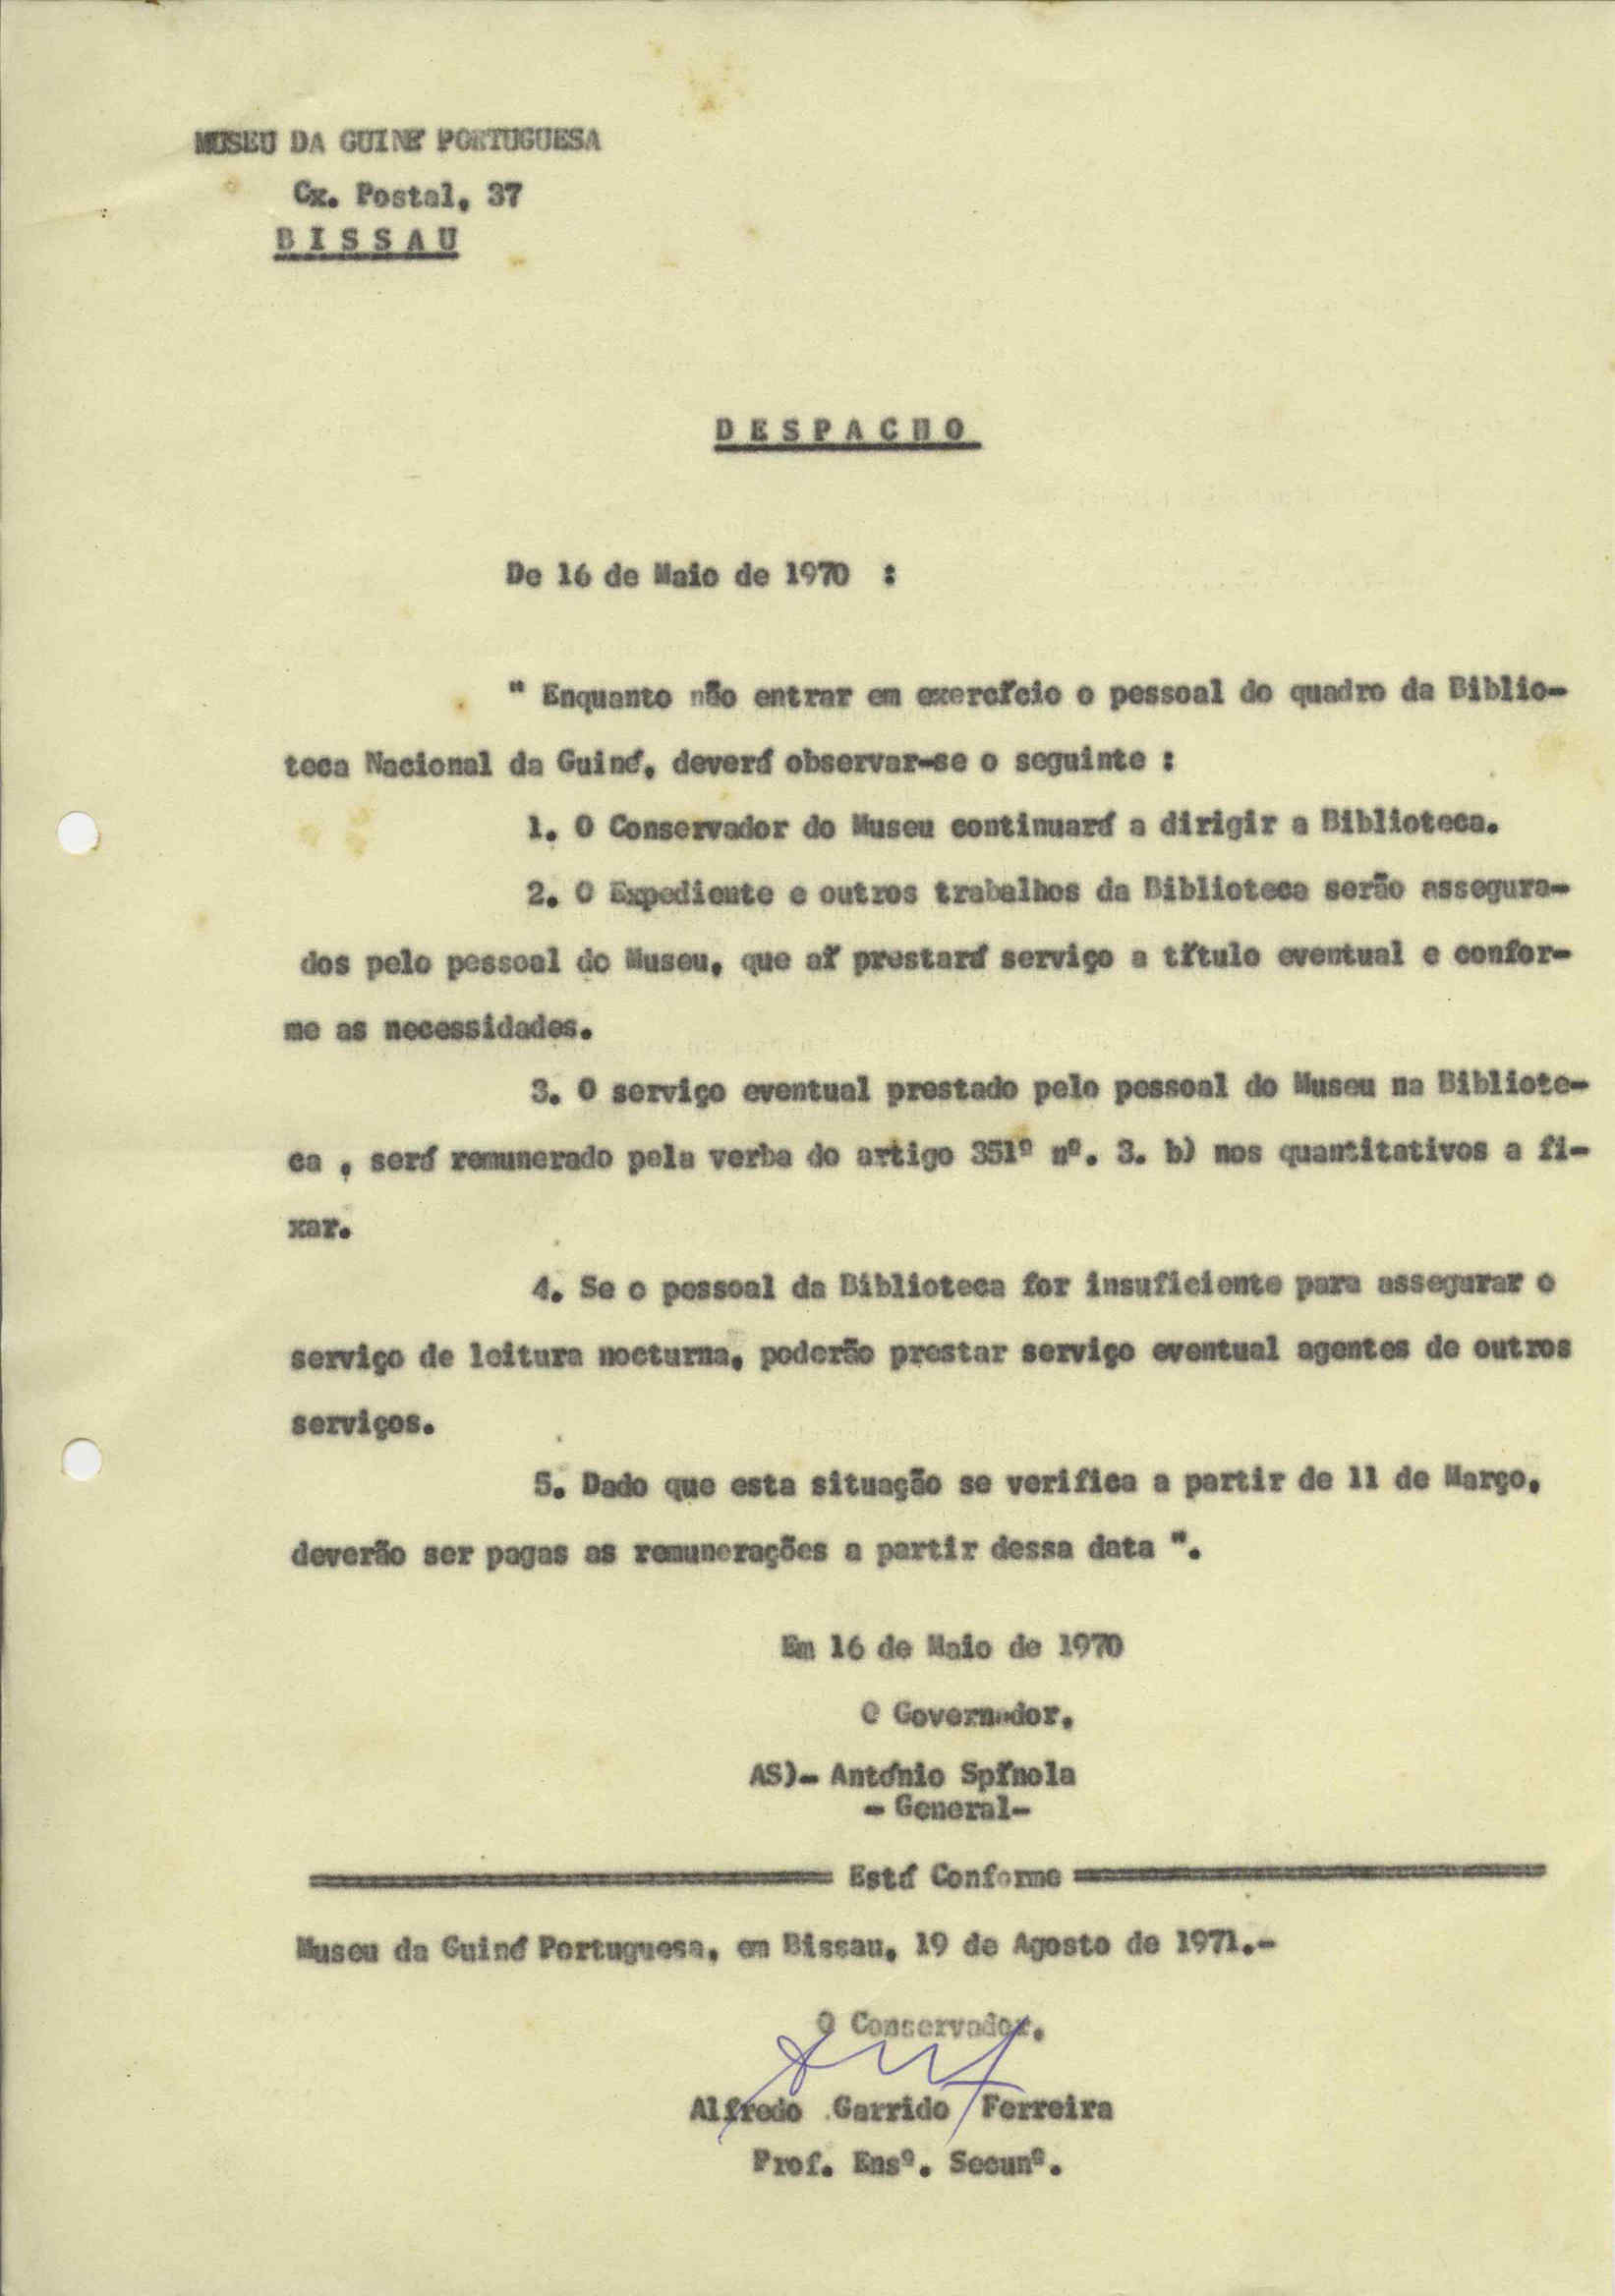 MUSEU DA GUINÉ PORTUGUESA
Cx. Postal, 37
B I S S A U
D E S P A C H O
De 16 de Maio de 1970 :
" Enquanto não entrar em exercício o pessoal do quadro da Biblio-
teca Nacional da Guiné, deverá observar-se o seguinte :
1. O Conservador do Museu continuará a dirigir a Biblioteca.
2. O Expediente e outros trabalhos da Biblioteca serão assegura-
dos pelo pessoal do Museu, que aí prestará serviço a título eventual e confor-
me as necessidades.
3. O serviço eventual prestado pelo pessoal do Museu na Bibliote-
ca , será remunerado pela verba do artigo 351º nº. 3. b) nos quantitativos a fi-
xar.
4. Se o pessoal da Biblioteca for insuficiente para assegurar o
serviço de leitura nocturna, poderão prestar serviço eventual agentes de outros
serviços.
5. Dado que esta situação se verifica a partir de 11 de Março,
deverão ser pagas as remunerações a partir dessa data ".
Em 16 de Maio de 1970
O Governador,
AS)- António Spínola
- General-
Está Conforme
Museu da Guiné Portuguesa, em Bissau, 19 de Agosto de 1971.-
O Conservador,
Alfredo Garrido Ferreira
Prof. Ensº. Secunº.